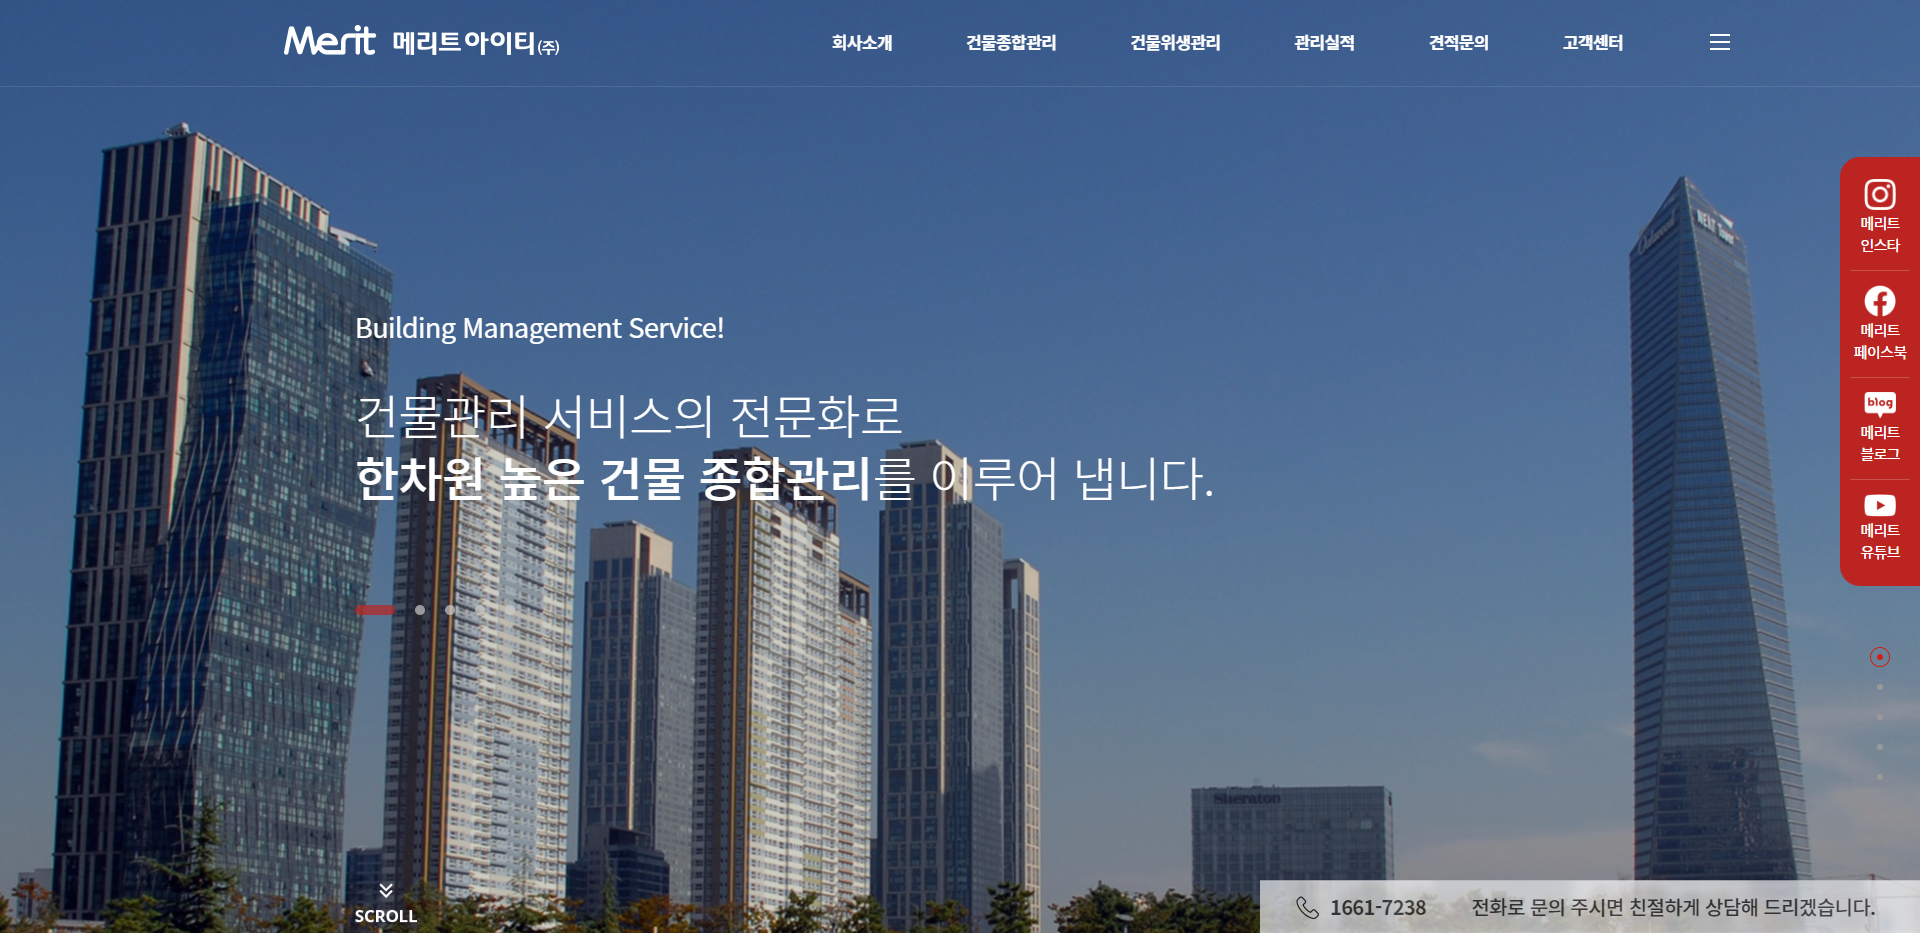 Merit 메리트아이티(주)
회사소개 건물종합관리 건물위생관리 관리실적 견적문의 고객센터
메리트
인스타
메리트
페이스북
blog
메리트
블로그
메리트
유튜브
Building Management Service!
건물관리 서비스의 전문화로
한차원 높은 건물 종합관리를 이루어 냅니다.
NEXT Tower
Oakwood
Sheraton
SCROLL
1661-7238 전화로 문의 주시면 친절하게 상담해 드리겠습니다.